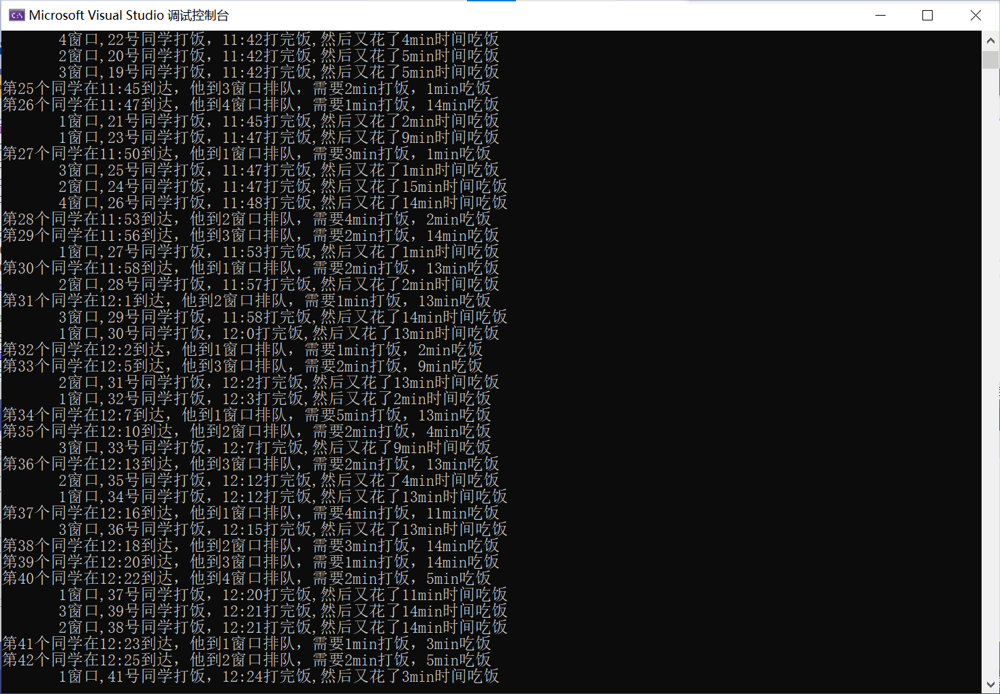 Microsoft Visual Studio 调试控制台
4窗口,22号同学打饭，11:42打完饭,然后又花了4min时间吃饭
2窗口,20号同学打饭，11:42打完饭,然后又花了5min时间吃饭
3窗口,19号同学打饭，11:42打完饭,然后又花了5min时间吃饭
第25个同学在11:45到达，他到3窗口排队，需要2min打饭，1min吃饭
第26个同学在11:47到达，他到4窗口排队，需要1min打饭，14min吃饭
1窗口,21号同学打饭，11:45打完饭,然后又花了2min时间吃饭
1窗口,23号同学打饭，11:47打完饭,然后又花了9min时间吃饭
第27个同学在11:50到达，他到1窗口排队，需要3min打饭，1min吃饭
3窗口,25号同学打饭，11:47打完饭,然后又花了1min时间吃饭
2窗口,24号同学打饭，11:47打完饭,然后又花了15min时间吃饭
4窗口,26号同学打饭，11:48打完饭,然后又花了14min时间吃饭
第28个同学在11:53到达，他到2窗口排队，需要4min打饭，2min吃饭
第29个同学在11:56到达，他到3窗口排队，需要2min打饭，14min吃饭
1窗口,27号同学打饭，11:53打完饭,然后又花了1min时间吃饭
第30个同学在11:58到达，他到1窗口排队，需要2min打饭，13min吃饭
2窗口,28号同学打饭，11:57打完饭,然后又花了2min时间吃饭
第31个同学在12:1到达，他到2窗口排队，需要1min打饭，13min吃饭
3窗口,29号同学打饭，11:58打完饭,然后又花了14min时间吃饭
1窗口,30号同学打饭，12:0打完饭,然后又花了13min时间吃饭
第32个同学在12:2到达，他到1窗口排队，需要1min打饭，2min吃饭
第33个同学在12:5到达，他到3窗口排队，需要2min打饭，9min吃饭
2窗口,31号同学打饭，12:2打完饭,然后又花了13min时间吃饭
1窗口,32号同学打饭，12:3打完饭,然后又花了2min时间吃饭
第34个同学在12:7到达，他到1窗口排队，需要5min打饭，13min吃饭
第35个同学在12:10到达，他到2窗口排队，需要2min打饭，4min吃饭
3窗口,33号同学打饭，12:7打完饭,然后又花了9min时间吃饭
第36个同学在12:13到达，他到3窗口排队，需要2min打饭，13min吃饭
2窗口,35号同学打饭，12:12打完饭,然后又花了4min时间吃饭
1窗口,34号同学打饭，12:12打完饭,然后又花了13min时间吃饭
第37个同学在12:16到达，他到1窗口排队，需要4min打饭，11min吃饭
3窗口,36号同学打饭，12:15打完饭,然后又花了13min时间吃饭
第38个同学在12:18到达，他到2窗口排队，需要3min打饭，14min吃饭
第39个同学在12:20到达，他到3窗口排队，需要1min打饭，14min吃饭
第40个同学在12:22到达，他到4窗口排队，需要2min打饭，5min吃饭
1窗口,37号同学打饭，12:20打完饭,然后又花了11min时间吃饭
3窗口,39号同学打饭，12:21打完饭,然后又花了14min时间吃饭
2窗口,38号同学打饭，12:21打完饭,然后又花了14min时间吃饭
第41个同学在12:23到达，他到1窗口排队，需要1min打饭，3min吃饭
第42个同学在12:25到达，他到2窗口排队，需要2min打饭，5min吃饭
1窗口,41号同学打饭，12:24打完饭,然后又花了3min时间吃饭